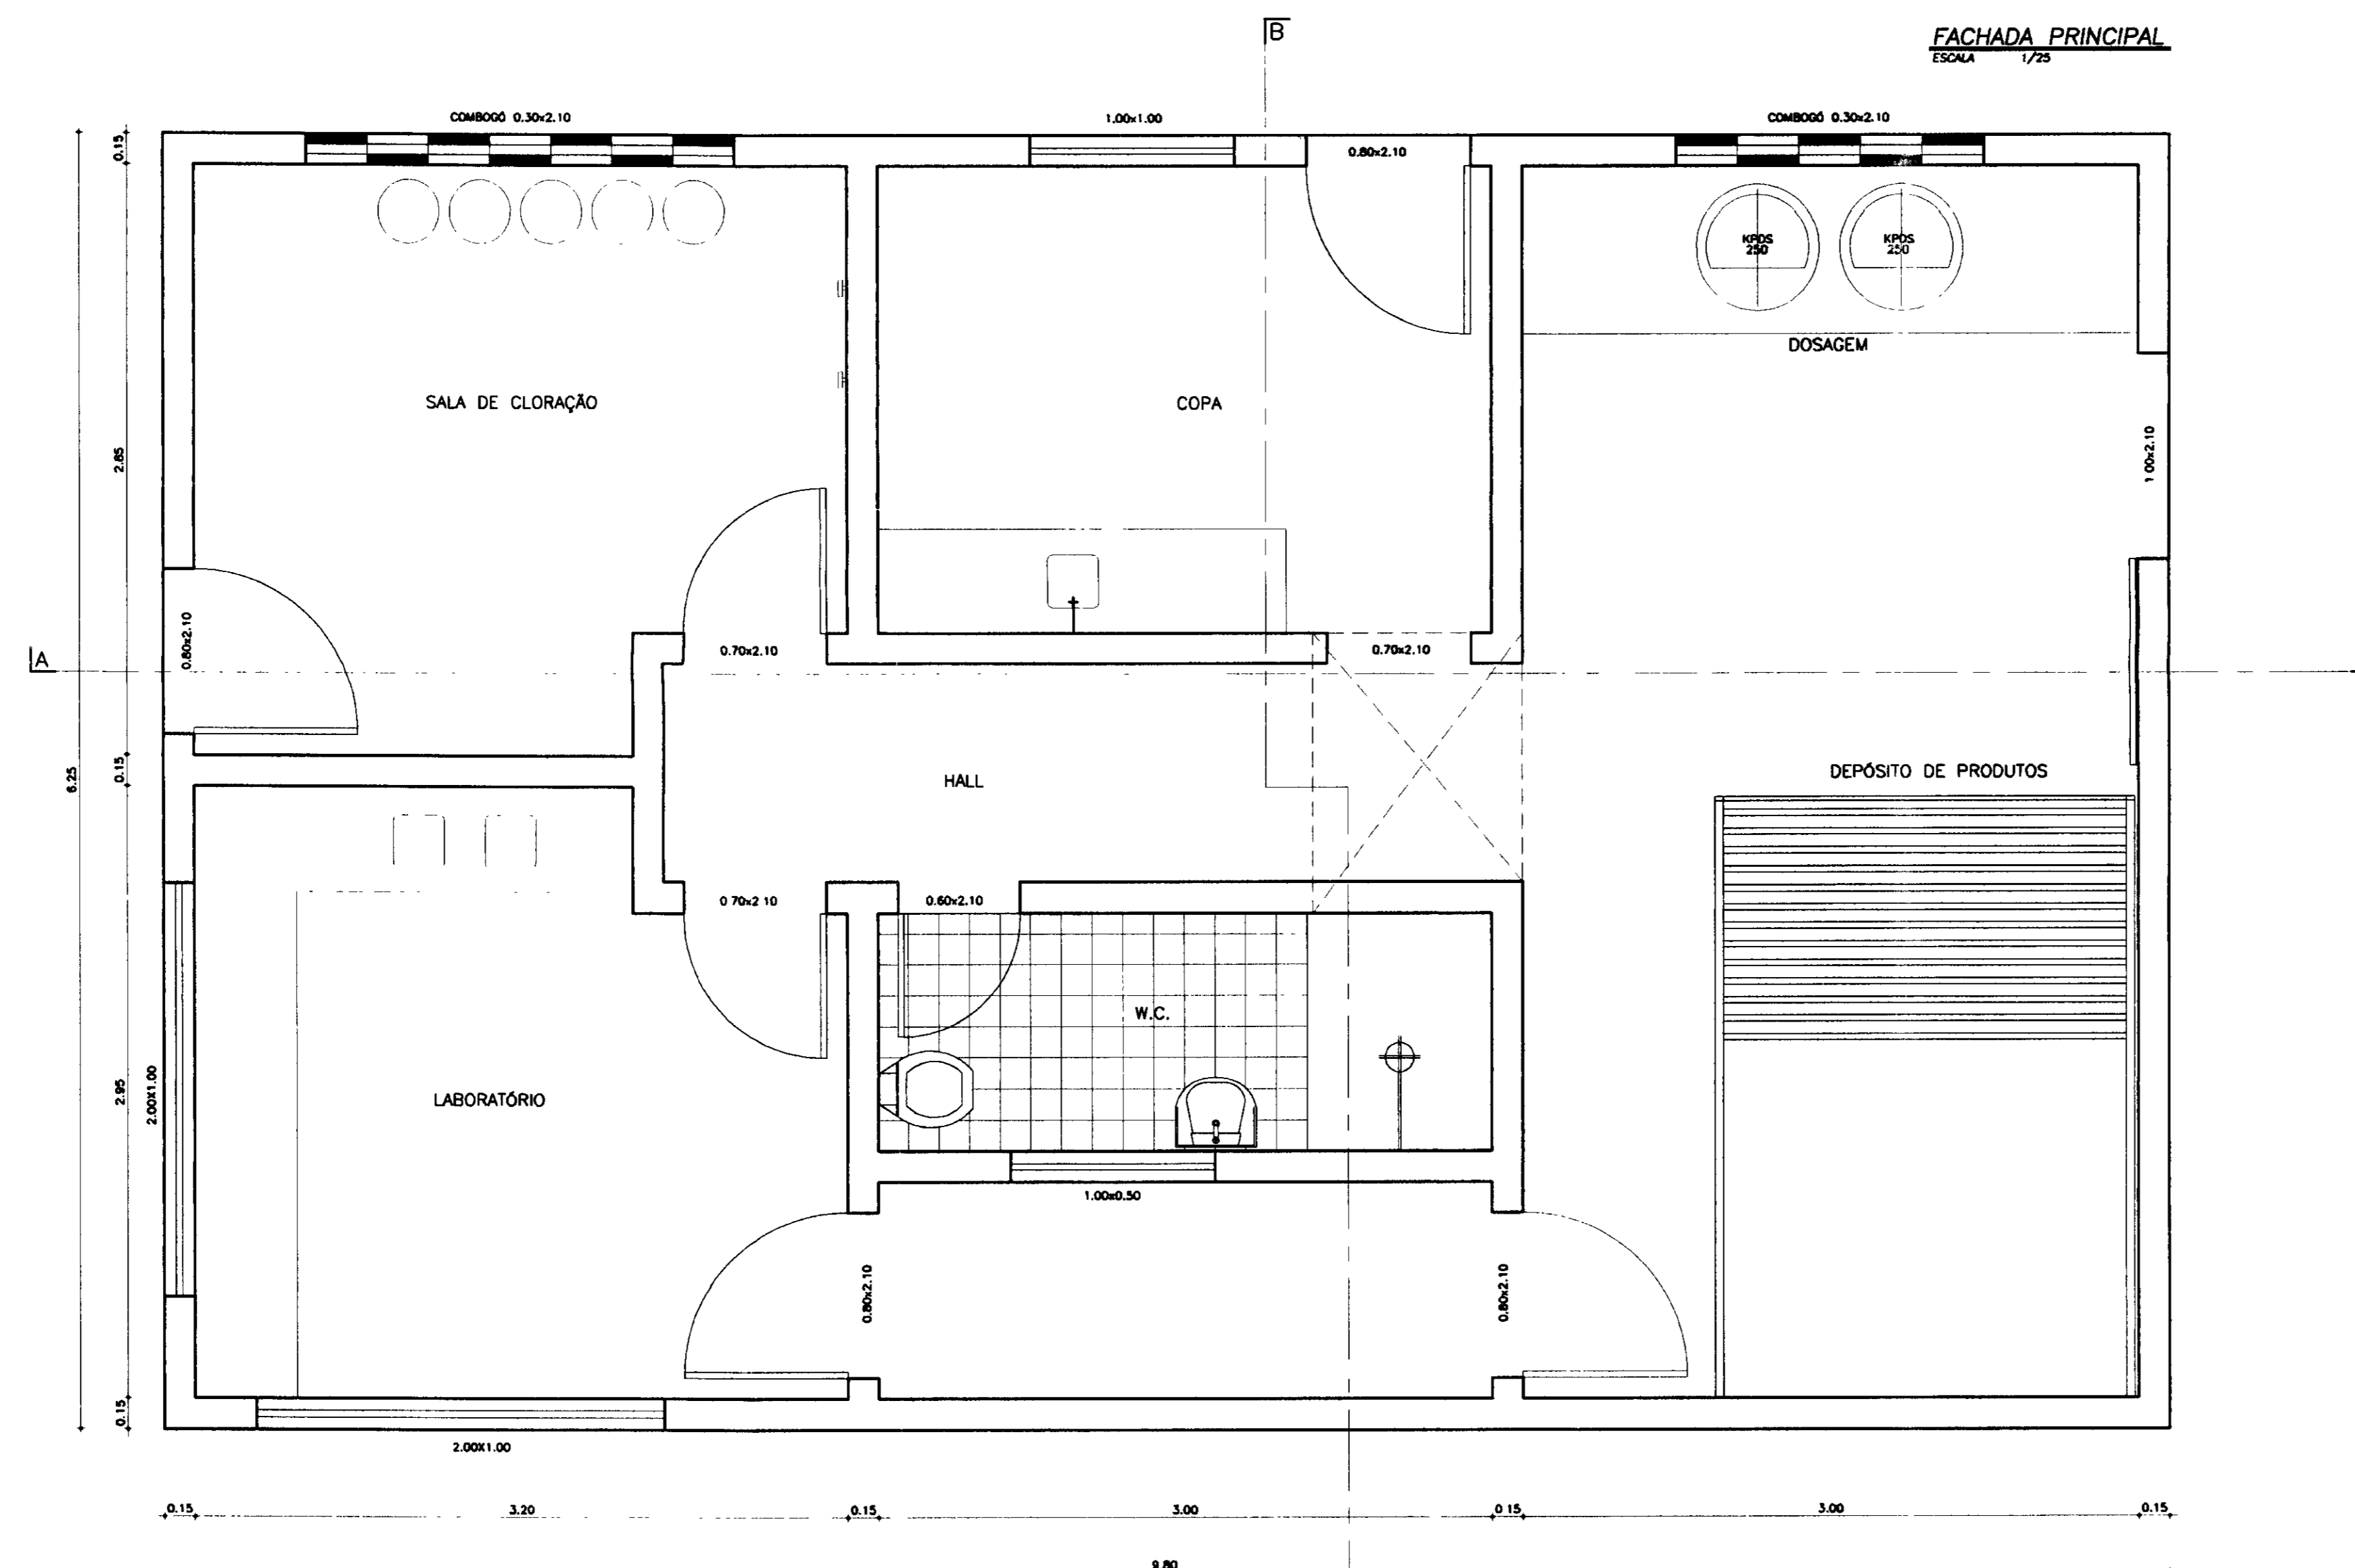 B
FACHADA PRINCIPAL
ESCALA 1/25
COMBOGÓ 0.30x2.10
1.00x1.00
COMBOGÓ 0.30x2.10
0.15
0.80x2.10
KPDS
250
KPDS
250
DOSAGEM
SALA DE CLORAÇÃO
COPA
2.85
1 00x2.10
0.80x2.10
A
0.70x2.10
0.70x2.10
6.25
0.15
HALL
DEPÓSITO DE PRODUTOS
0 70x2 10
0.60x2.10
W.C.
2.95
2.00X1.00
LABORATÓRIO
1.00x0.50
0.80x2.10
0.80x2.10
0.15
2.00X1.00
0.15
3.20
0.15
3.00
0 15
3.00
0.15
9.80